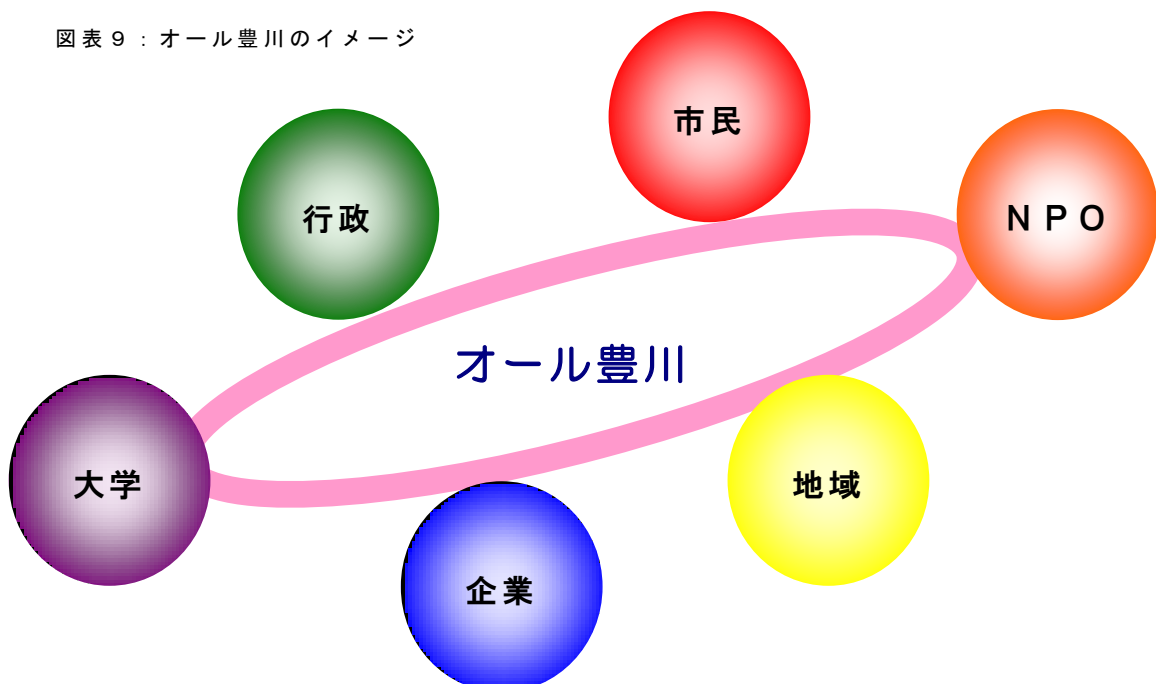 図表９：オール豊川のイメージ
市民
行政
ＮＰＯ
オール豊川
大学
地域
企業